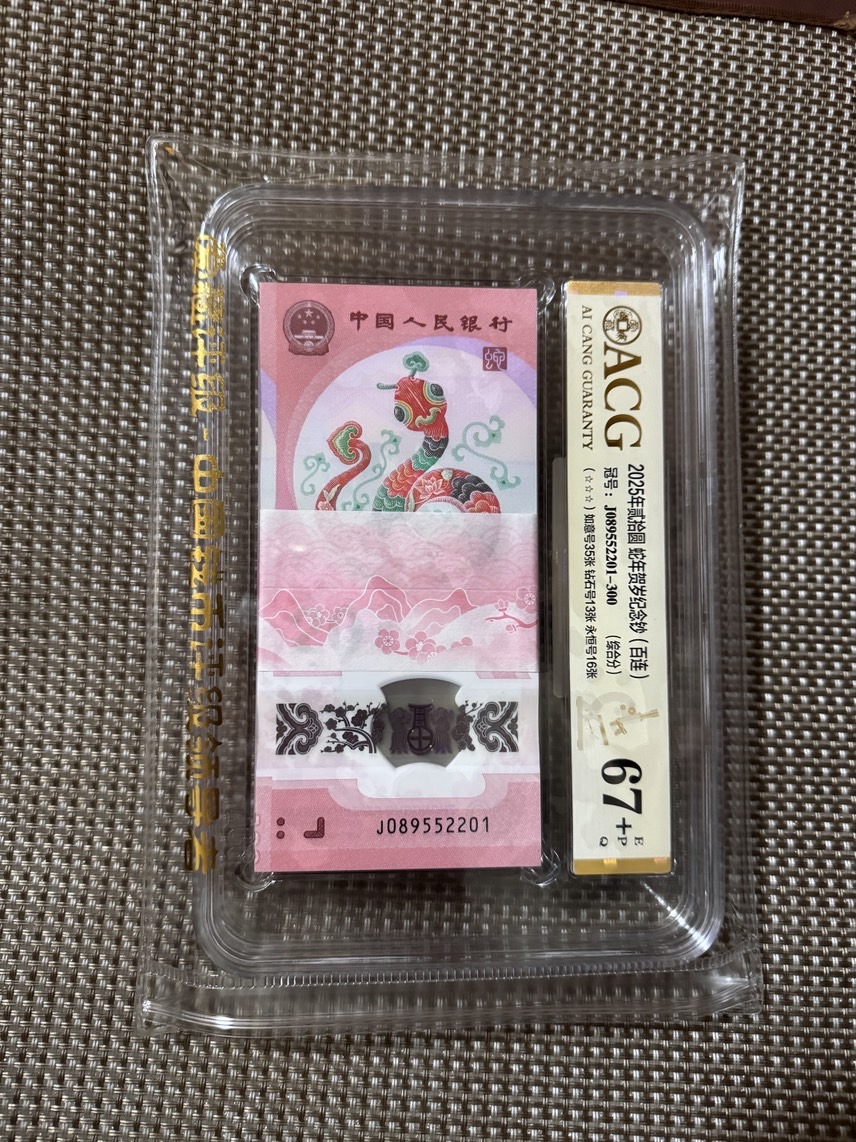 中国人民银行
J089552201
ACG
AI CANG GUARANTY
2025年贰拾圆 蛇年贺岁纪念钞（百连）
冠号：J089552201-300 （综合分）
（☆☆☆）如意号35张 钻石号13张 永恒号16张
67+
EPQ
评级-中国钱币评级领导者